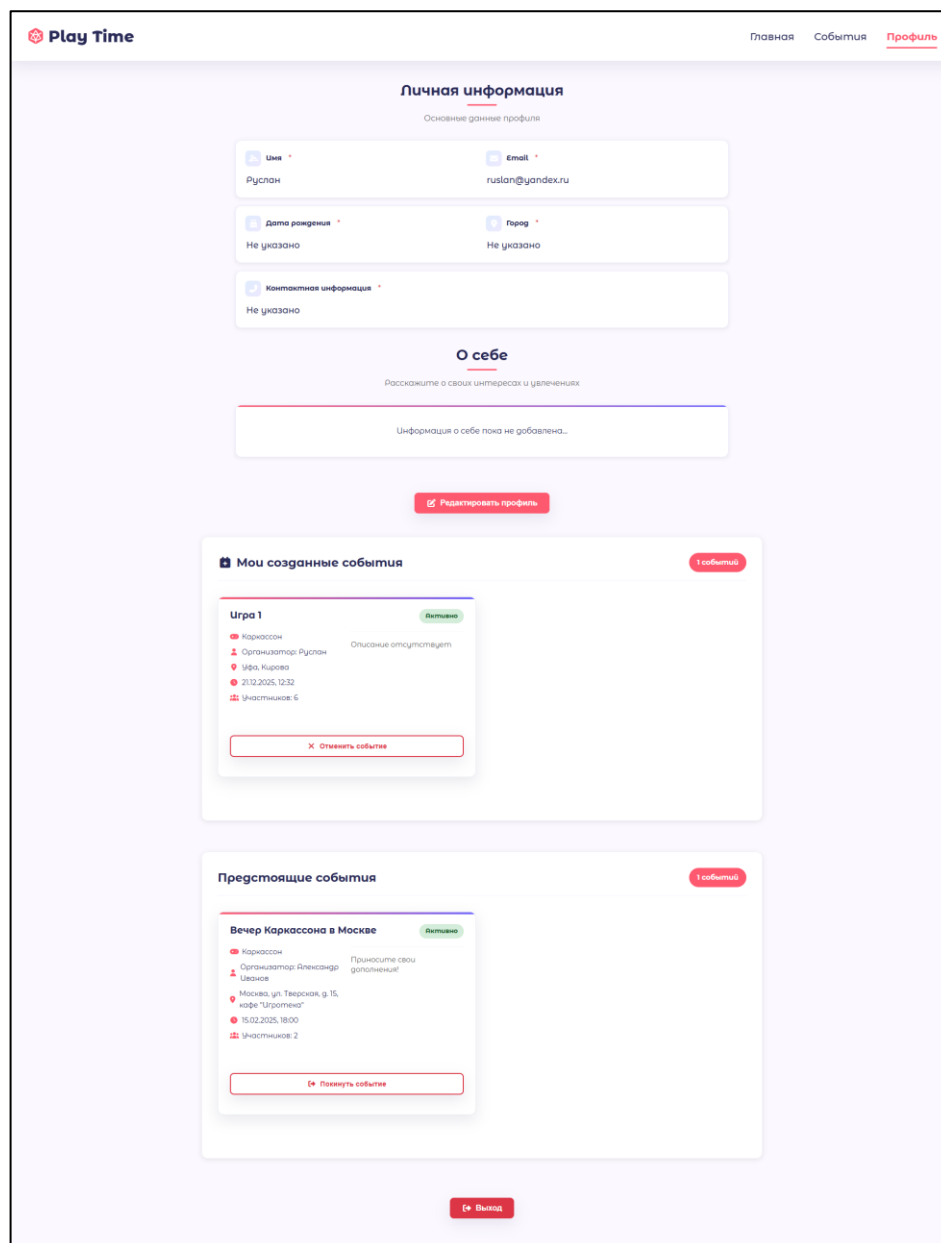 Play Time
Главная События Профиль
Личная информация
Основные данные профиля
Имя * Email *
Руслан ruslan@yandex.ru
Дата рождения * Город *
Не указано Не указано
Контактная информация *
Не указано
О себе
Расскажите о своих интересах и увлечениях
Информация о себе пока не добавлена...
Редактировать профиль
Мои созданные события 1 событий
Игра 1 Активно
Каркассон
Описание отсутствует
Организатор: Руслан
Уфа, Кирова
21.12.2025, 12:32
Участников: 6
Отменить событие
Предстоящие события 1 событий
Вечер Каркассона в Москве Активно
Каркассон
Организатор: Александр
Иванов
Москва, ул. Тверская, д. 15,
кафе "Игротека"
15.02.2025, 18:00
Участников: 2
Приносите свои
дополнения!
Покинуть событие
Выход